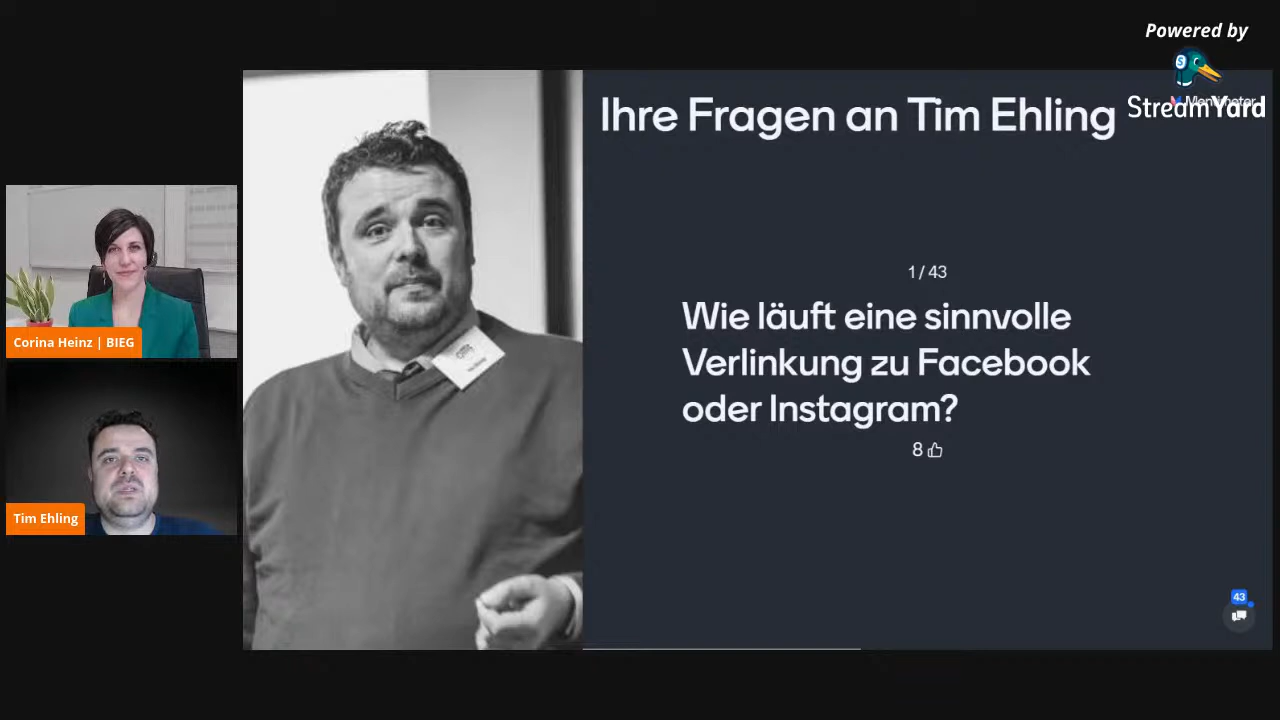 Powered by
StreamYard
Ihre Fragen an Tim Ehling
Mentimeter
1 / 43
Wie läuft eine sinnvolle
Verlinkung zu Facebook
oder Instagram?
8
Corina Heinz | BIEG
Tim Ehling
43